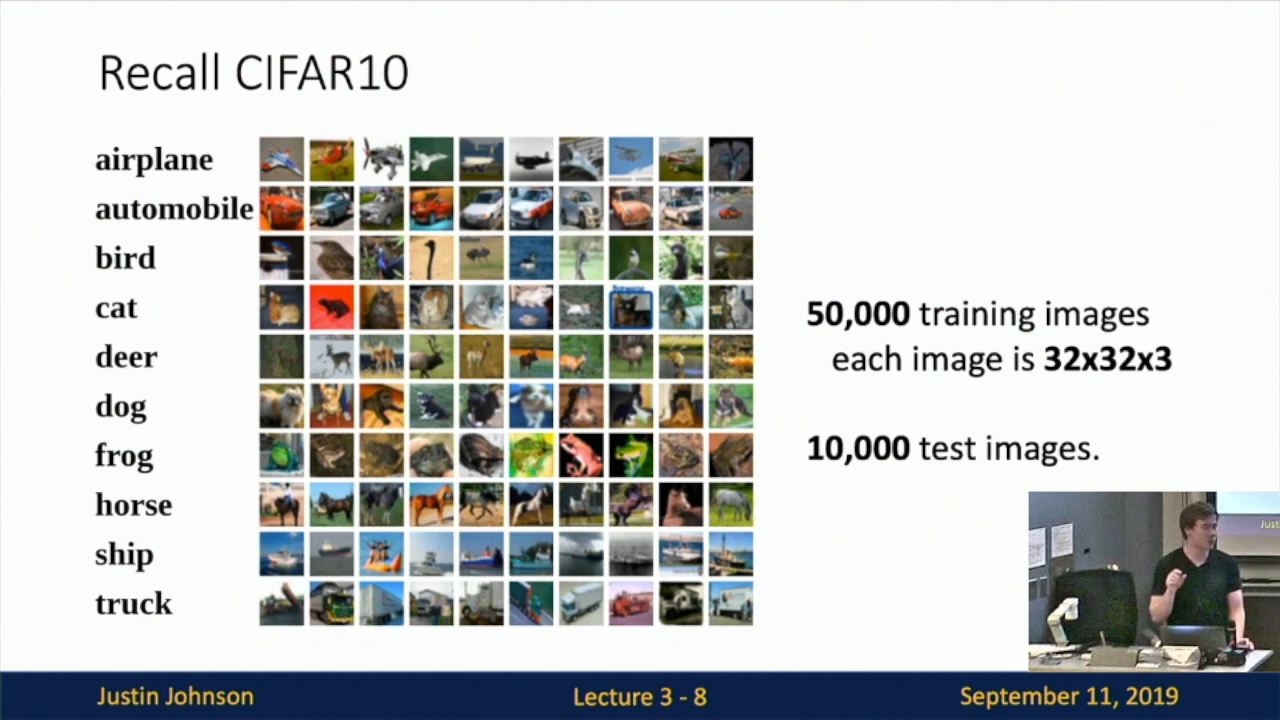 Recall CIFAR10
airplane
automobile
bird
cat
deer
dog
frog
horse
ship
truck
50,000 training images
each image is 32x32x3
10,000 test images.
Justin Johnson
Lecture 3 - 8
September 11, 2019